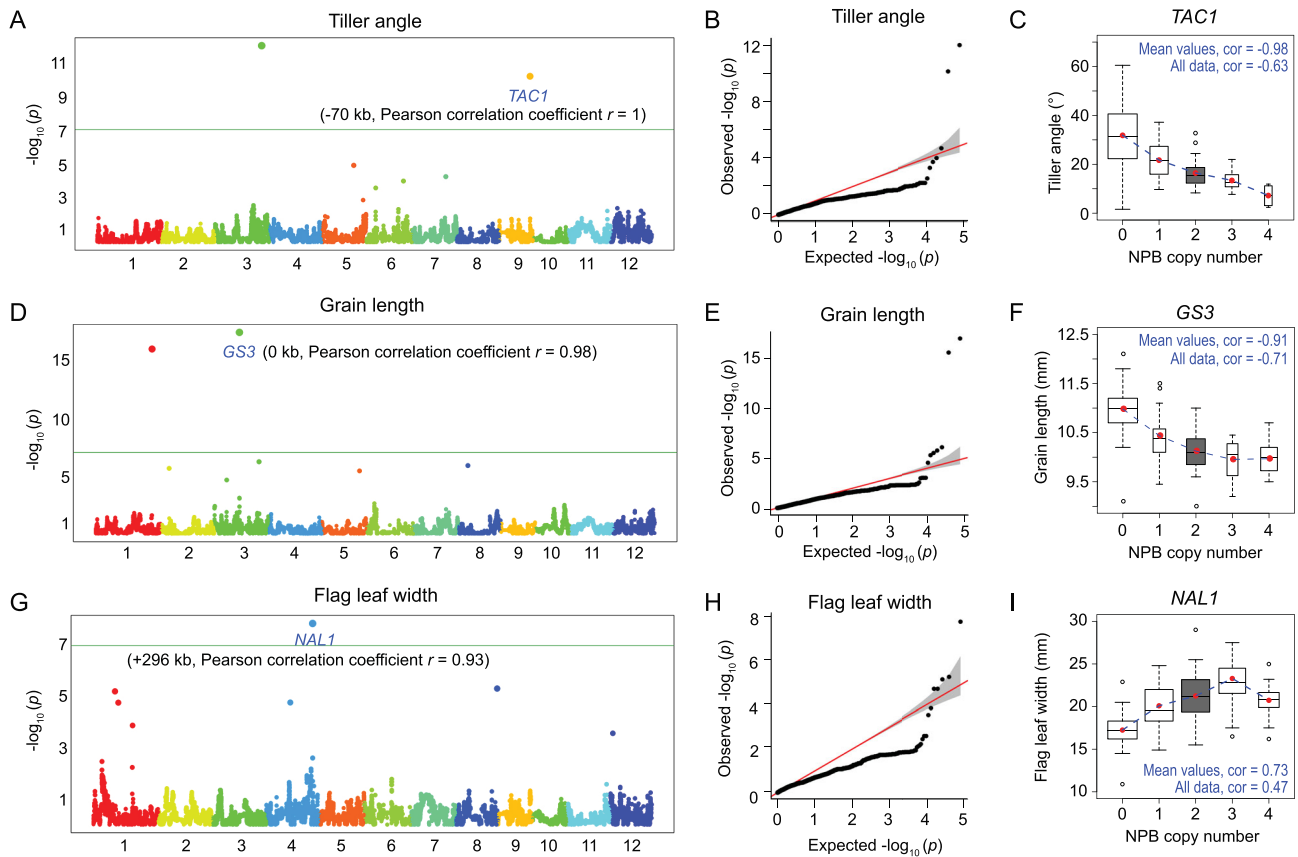 A
Tiller angle
-log10 (p)
11
9
7
5
3
1
TAC1
(-70 kb, Pearson correlation coefficient r = 1)
1 2 3 4 5 6 7 8 9 10 11 12
B
Tiller angle
Observed -log10 (p)
12
8
4
0
0 1 2 3 4 5
Expected -log10 (p)
C
TAC1
Mean values, cor = -0.98
All data, cor = -0.63
Tiller angle (°)
60
40
20
0
0 1 2 3 4
NPB copy number
D
Grain length
-log10 (p)
15
10
5
1
GS3 (0 kb, Pearson correlation coefficient r = 0.98)
1 2 3 4 5 6 7 8 9 10 11 12
E
Grain length
Observed -log10 (p)
20
15
10
5
0
0 1 2 3 4 5
Expected -log10 (p)
F
GS3
Mean values, cor = -0.91
All data, cor = -0.71
Grain length (mm)
12.5
11.5
10.5
9.5
0 1 2 3 4
NPB copy number
G
Flag leaf width
-log10 (p)
7
5
3
1
NAL1
(+296 kb, Pearson correlation coefficient r = 0.93)
1 2 3 4 5 6 7 8 9 10 11 12
H
Flag leaf width
Observed -log10 (p)
8
6
4
2
0
0 1 2 3 4 5
Expected -log10 (p)
I
NAL1
Flag leaf width (mm)
30
25
20
15
10
Mean values, cor = 0.73
All data, cor = 0.47
0 1 2 3 4
NPB copy number